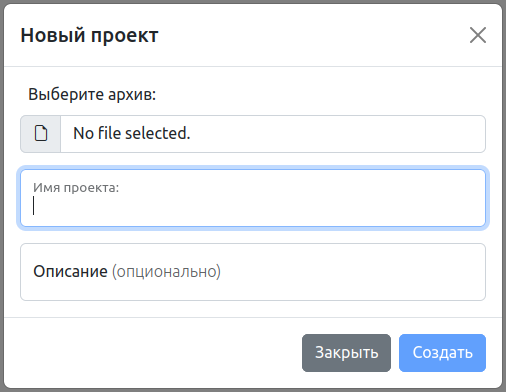 Новый проект
Выберите архив:
No file selected.
Имя проекта:
Описание (опционально)
Закрыть Создать